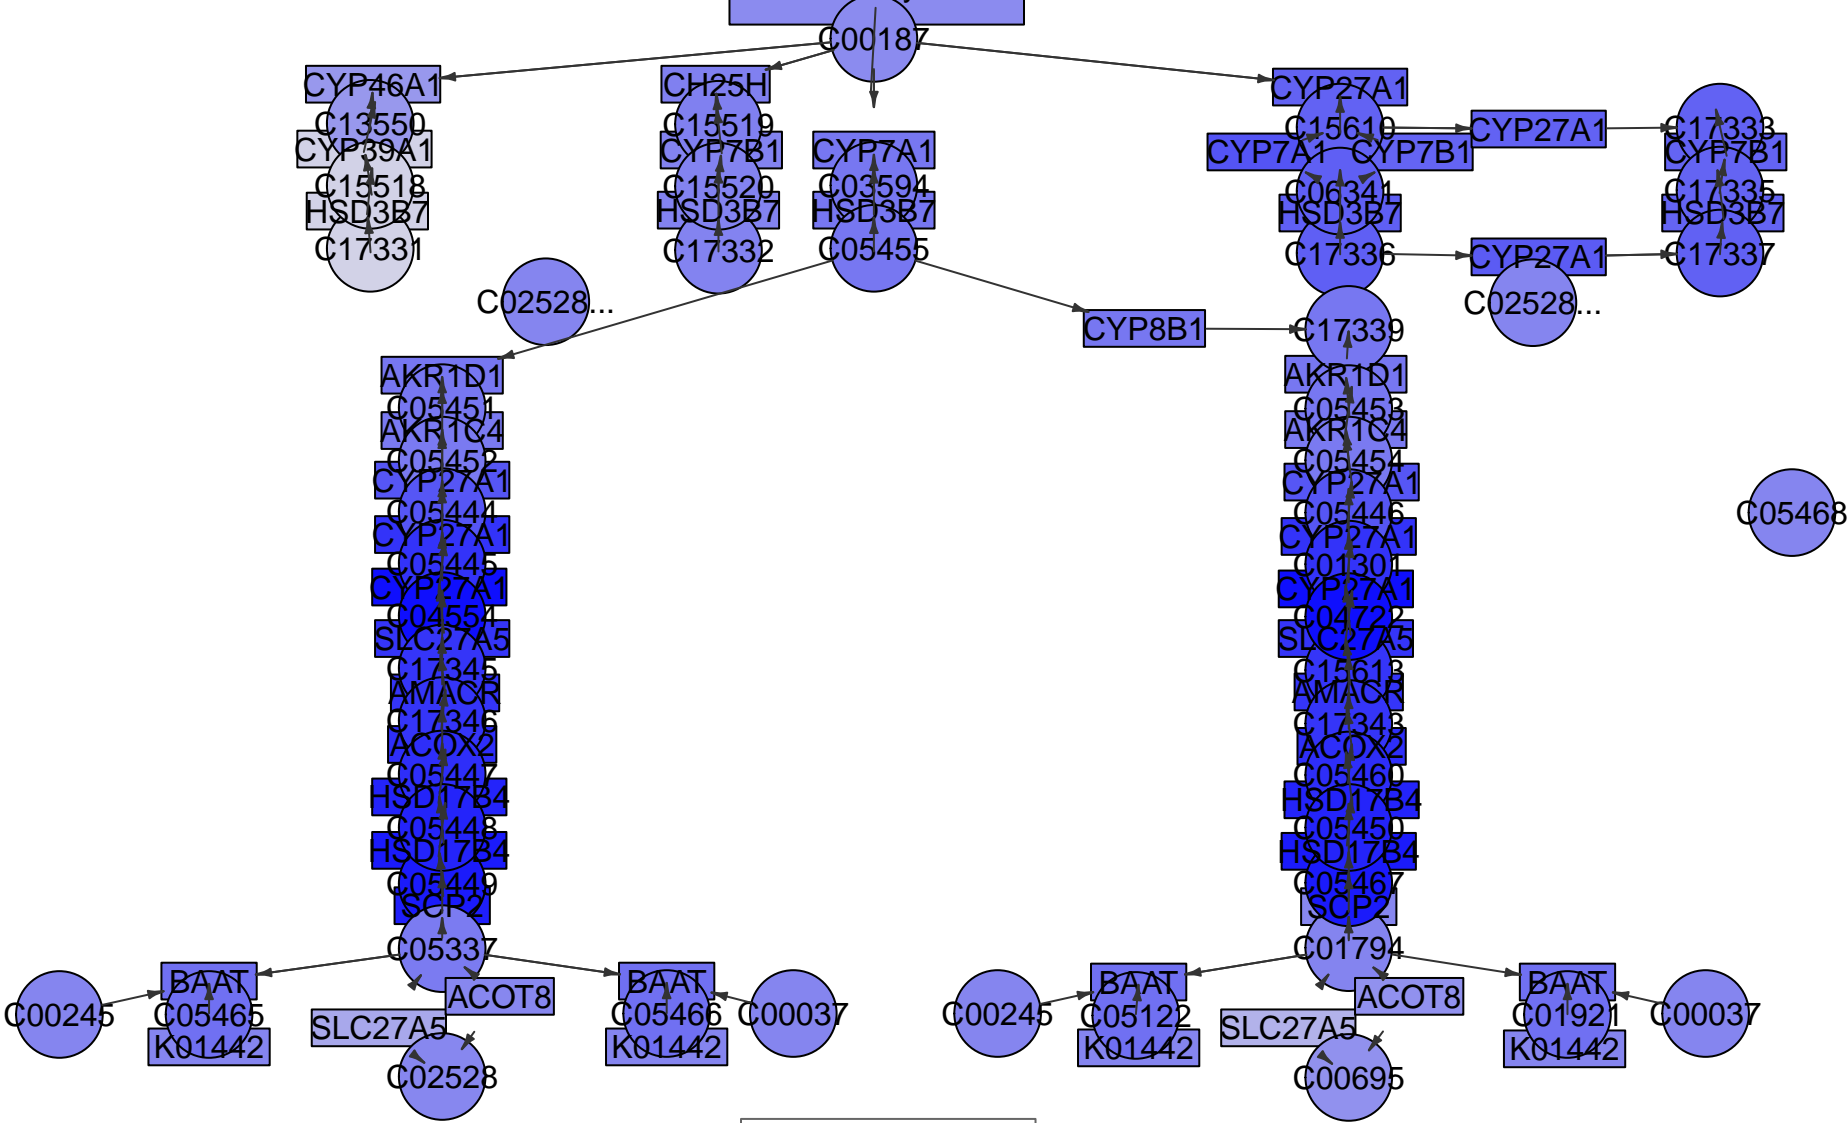 C00187
CYP46A1
CH25H
CYP27A1
C13550
C15519
C15610
CYP27A1
C17333
CYP39A1
CYP7B1
CYP7A1
CYP7A1
CYP7B1
CYP7B1
C15518
C15520
C03594
C06341
C17335
HSD3B7
HSD3B7
HSD3B7
HSD3B7
HSD3B7
C17331
C17332
C05455
C17336
CYP27A1
C17337
C02528...
C02528...
CYP8B1
C17339
AKR1D1
AKR1D1
C05451
C05453
AKR1C4
AKR1C4
C05452
C05454
CYP27A1
CYP27A1
C05444
C05446
C05468
CYP27A1
CYP27A1
C05445
C01301
CYP27A1
CYP27A1
C04554
C04722
SLC27A5
SLC27A5
C17345
C15613
AMACR
AMACR
C17346
C17343
ACOX2
ACOX2
C05447
C05460
HSD17B4
HSD17B4
C05448
C05450
HSD17B4
HSD17B4
C05449
C05467
SCP2
SCP2
C05337
C01794
BAAT
BAAT
BAAT
BAAT
ACOT8
ACOT8
C00245
C05465
C05466
C00037
C00245
C05122
C01921
C00037
SLC27A5
SLC27A5
K01442
K01442
K01442
K01442
C02528
C00695